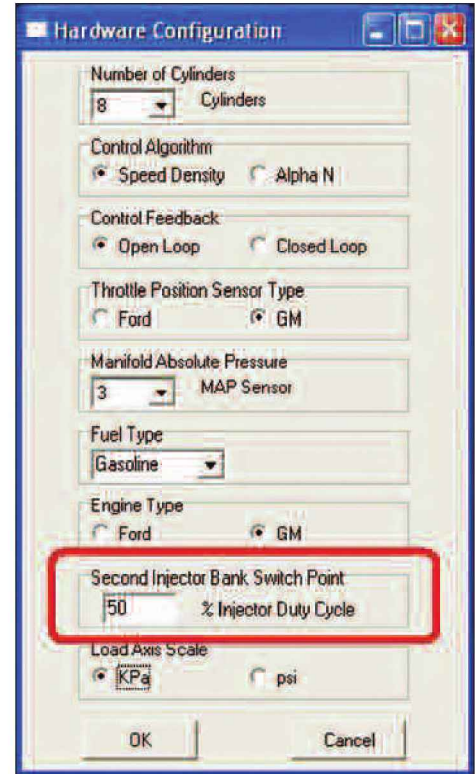 Hardware Configuration
Number of Cylinders
8 Cylinders
Control Algorithm
Speed Density Alpha N
Control Feedback
Open Loop Closed Loop
Throttle Position Sensor Type
Ford GM
Manifold Absolute Pressure
3 MAP Sensor
Fuel Type
Gasoline
Engine Type
Ford GM
Second Injector Bank Switch Point
50 % Injector Duty Cycle
Load Axis Scale
KPa psi
OK Cancel